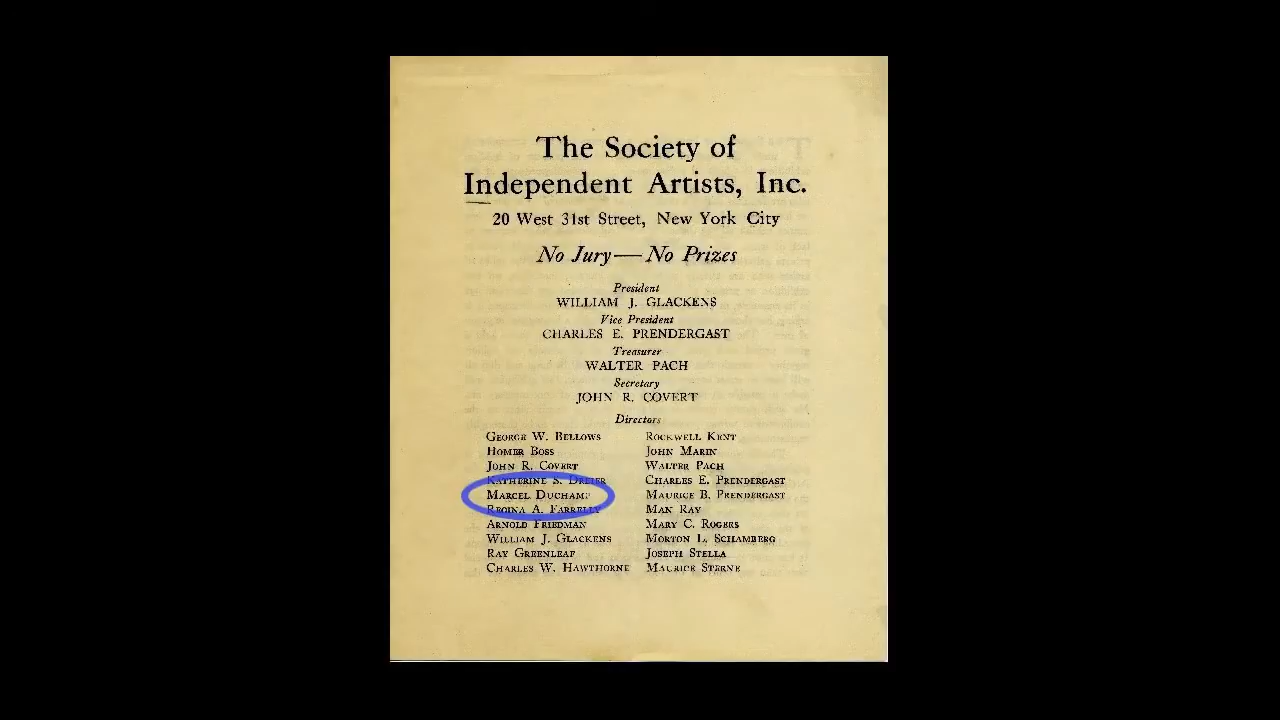 The Society of
Independent Artists, Inc.
20 West 31st Street, New York City
No Jury — No Prizes
President
WILLIAM J. GLACKENS
Vice President
CHARLES E. PRENDERGAST
Treasurer
WALTER PACH
Secretary
JOHN R. COVERT
Directors
GEORGE W. BELLOWS
HOMER BOSS
JOHN R. COVERT
KATHERINE S. DREIER
MARCEL DUCHAMP
REGINA A. FARRELLY
ARNOLD FRIEDMAN
WILLIAM J. GLACKENS
RAY GREENLEAF
CHARLES W. HAWTHORNE
ROCKWELL KENT
JOHN MARIN
WALTER PACH
CHARLES E. PRENDERGAST
MAURICE B. PRENDERGAST
MAN RAY
MARY C. ROGERS
MORTON L. SCHAMBERG
JOSEPH STELLA
MAURICE STERNE